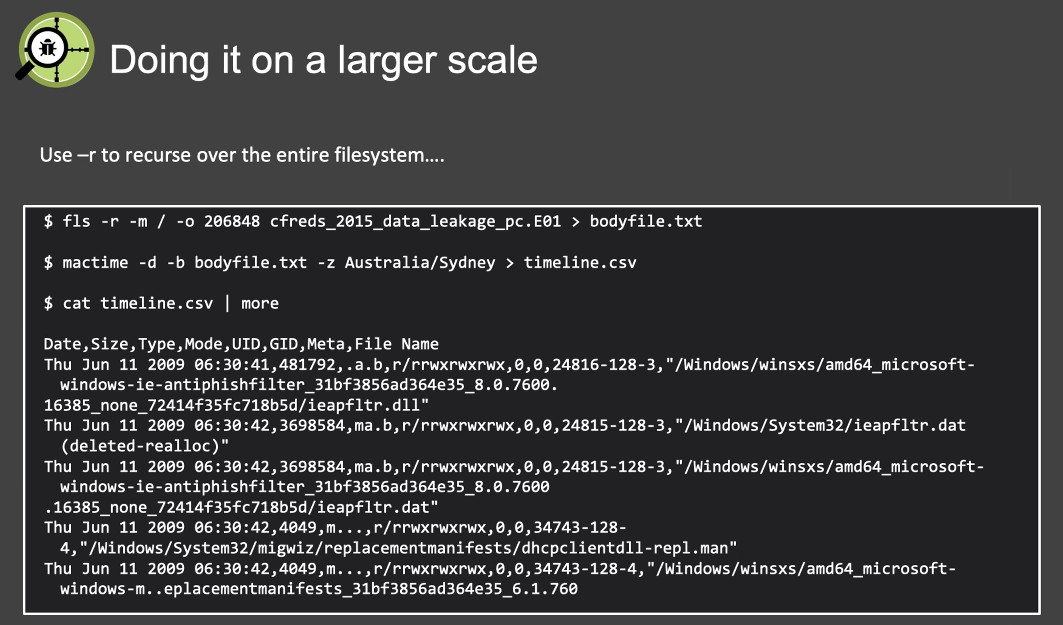 Doing it on a larger scale
Use –r to recurse over the entire filesystem....
$ fls -r -m / -o 206848 cfreds_2015_data_leakage_pc.E01 > bodyfile.txt
$ mactime -d -b bodyfile.txt -z Australia/Sydney > timeline.csv
$ cat timeline.csv | more
Date,Size,Type,Mode,UID,GID,Meta,File Name
Thu Jun 11 2009 06:30:41,481792,.a.b,r/rrwxrwxrwx,0,0,24816-128-3,"/Windows/winsxs/amd64_microsoft-
windows-ie-antiphishfilter_31bf3856ad364e35_8.0.7600.
16385_none_72414f35fc718b5d/ieapfltr.dll"
Thu Jun 11 2009 06:30:42,3698584,ma.b,r/rrwxrwxrwx,0,0,24815-128-3,"/Windows/System32/ieapfltr.dat
(deleted-realloc)"
Thu Jun 11 2009 06:30:42,3698584,ma.b,r/rrwxrwxrwx,0,0,24815-128-3,"/Windows/winsxs/amd64_microsoft-
windows-ie-antiphishfilter_31bf3856ad364e35_8.0.7600
.16385_none_72414f35fc718b5d/ieapfltr.dat"
Thu Jun 11 2009 06:30:42,4049,m...,r/rrwxrwxrwx,0,0,34743-128-
4,"/Windows/System32/migwiz/replacementmanifests/dhcpclientdll-repl.man"
Thu Jun 11 2009 06:30:42,4049,m...,r/rrwxrwxrwx,0,0,34743-128-4,"/Windows/winsxs/amd64_microsoft-
windows-m..eplacementmanifests_31bf3856ad364e35_6.1.760